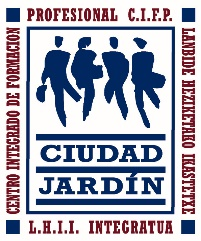 PROFESIONAL C.I.F.P.
CENTRO INTEGRADO DE FORMACION
LANBIDE HEZIKETAKO IKASTETXE
CIUDAD
JARDÍN
L.H.I.I. INTEGRATUA